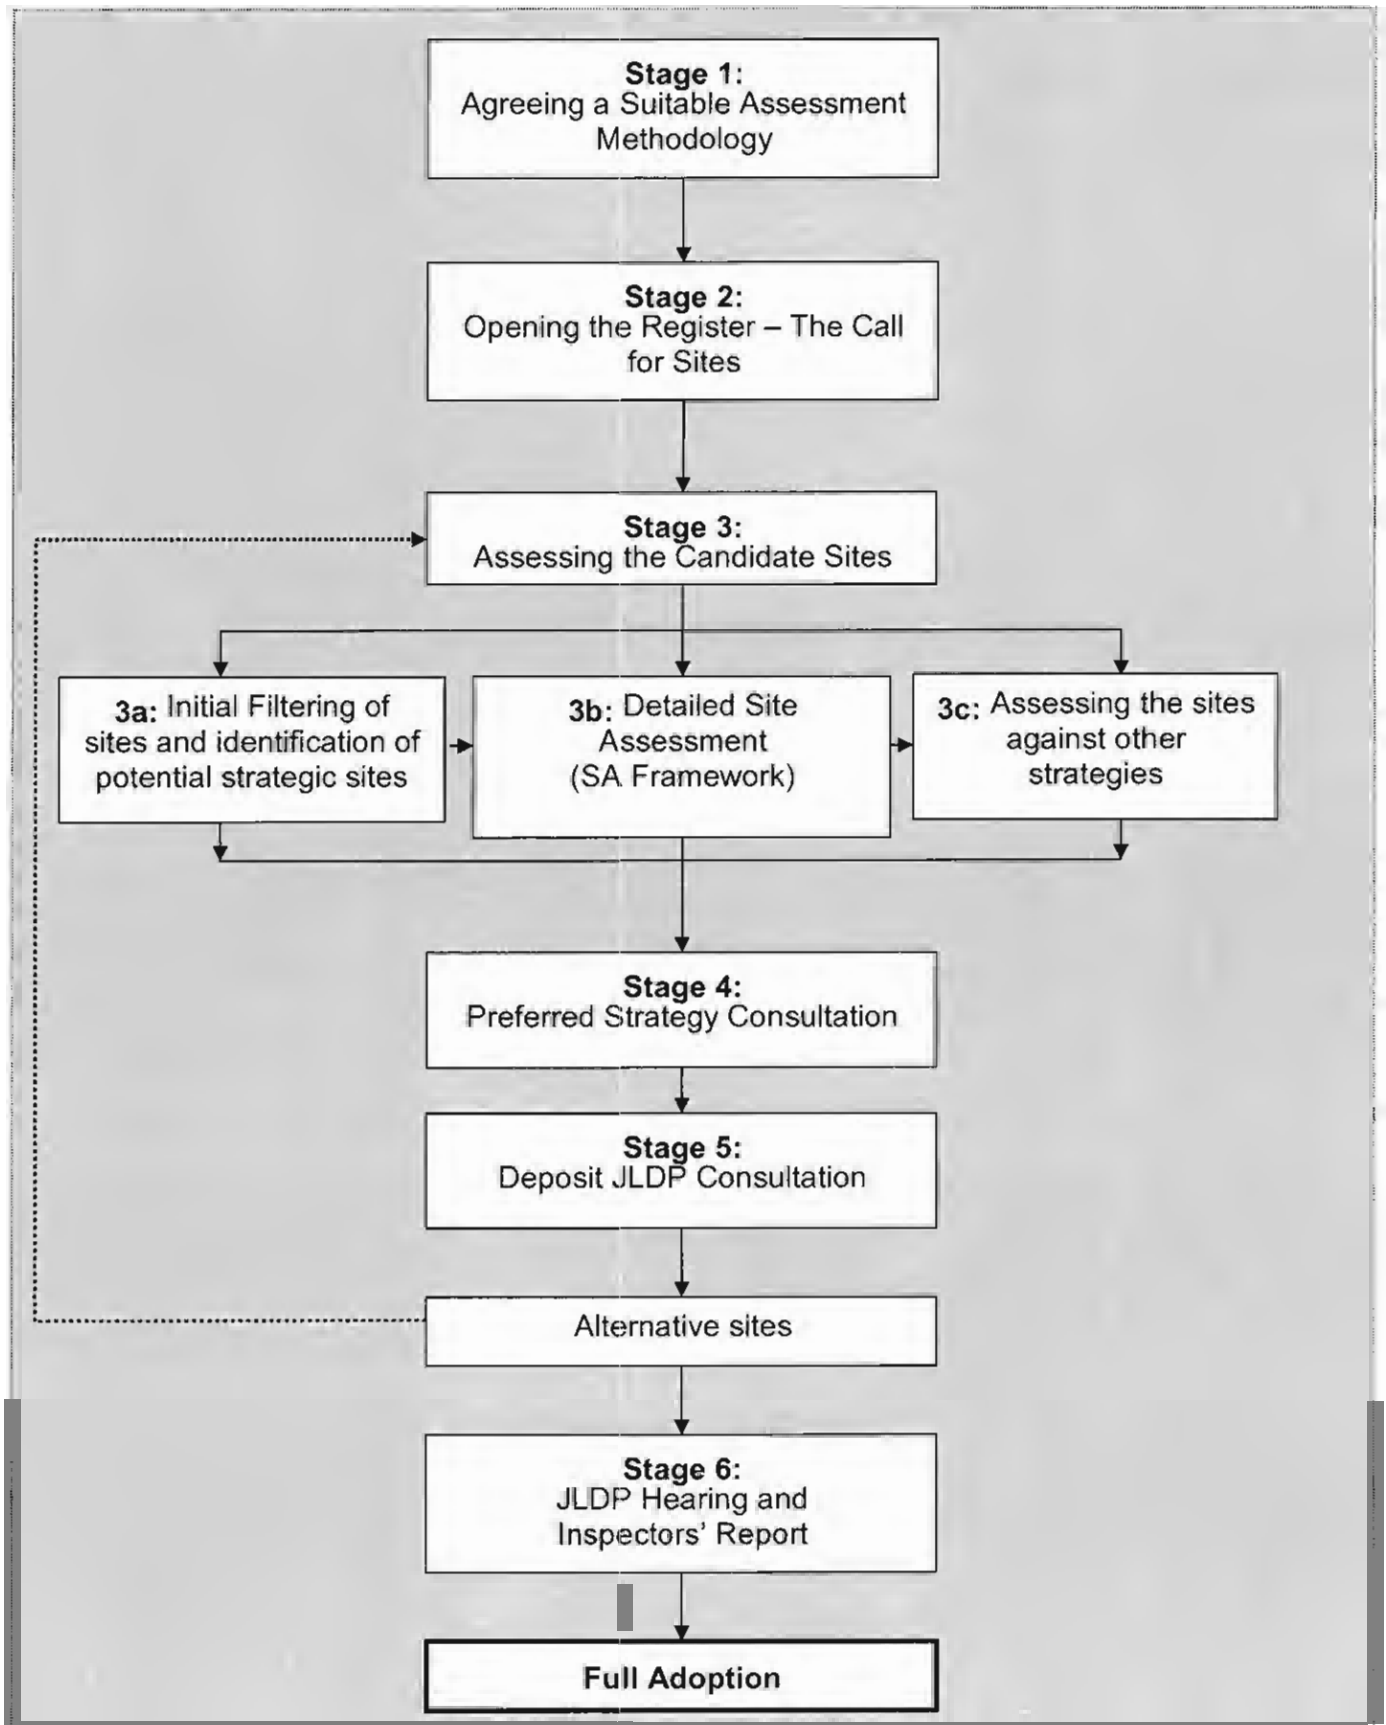 Stage 1:
Agreeing a Suitable Assessment
Methodology
Stage 2:
Opening the Register – The Call
for Sites
Stage 3:
Assessing the Candidate Sites
3a: Initial Filtering of
sites and identification of
potential strategic sites
3b: Detailed Site
Assessment
(SA Framework)
3c: Assessing the sites
against other
strategies
Stage 4:
Preferred Strategy Consultation
Stage 5:
Deposit JLDP Consultation
Alternative sites
Stage 6:
JLDP Hearing and
Inspectors’ Report
Full Adoption